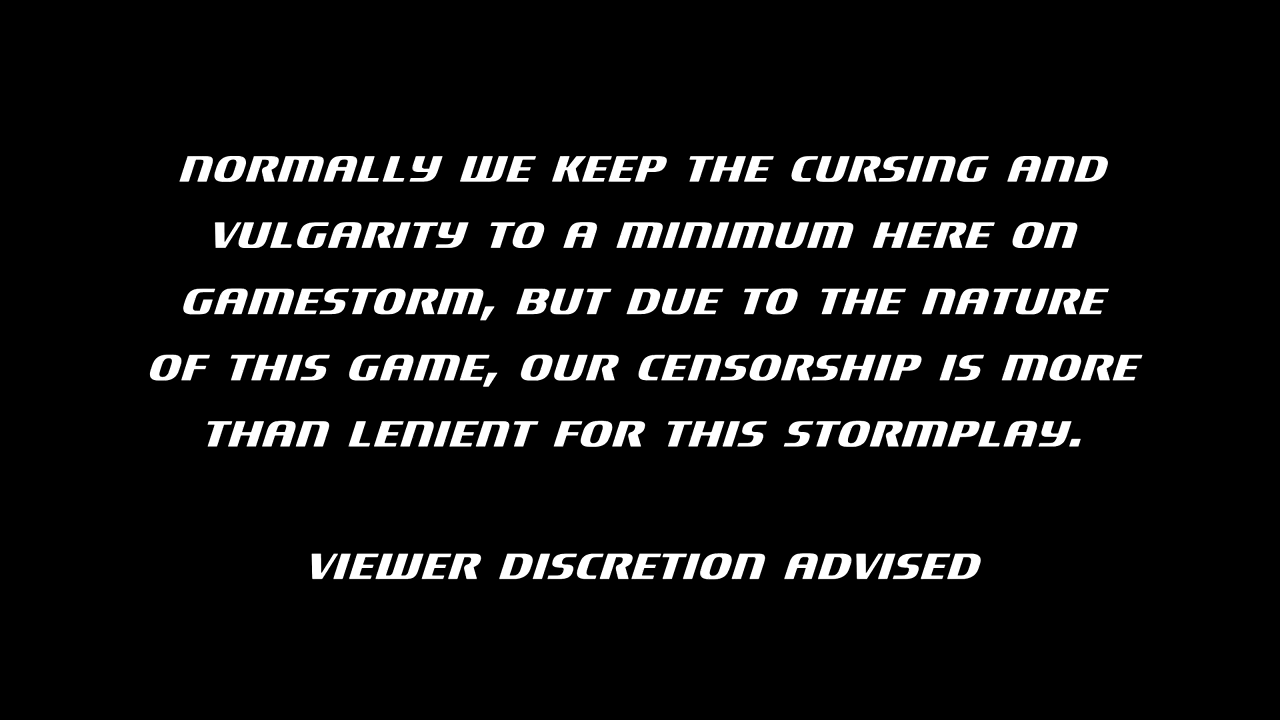 NORMALLY WE KEEP THE CURSING AND
VULGARITY TO A MINIMUM HERE ON
GAMESTORM, BUT DUE TO THE NATURE
OF THIS GAME, OUR CENSORSHIP IS MORE
THAN LENIENT FOR THIS STORMPLAY.
VIEWER DISCRETION ADVISED